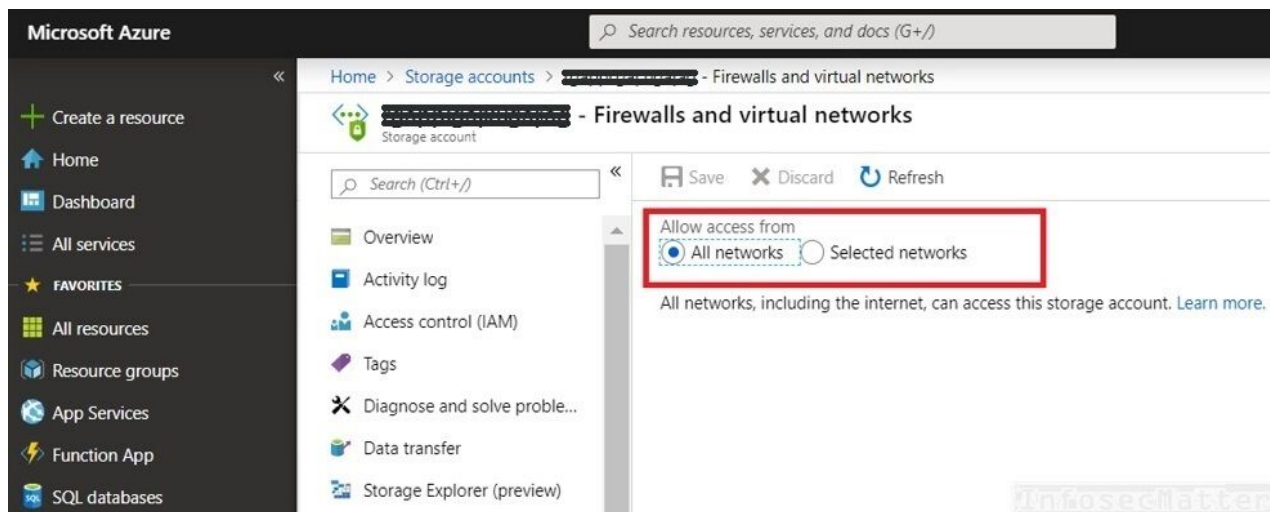 Microsoft Azure
Search resources, services, and docs (G+/)
«
Create a resource
Home
Dashboard
All services
FAVORITES
All resources
Resource groups
App Services
Function App
SQL databases
Home > Storage accounts > - Firewalls and virtual networks
- Firewalls and virtual networks
Storage account
Search (Ctrl+/)
«
Overview
Activity log
Access control (IAM)
Tags
Diagnose and solve proble...
Data transfer
Storage Explorer (preview)
Save Discard Refresh
Allow access from
All networks Selected networks
All networks, including the internet, can access this storage account. Learn more.
InfosecMatter